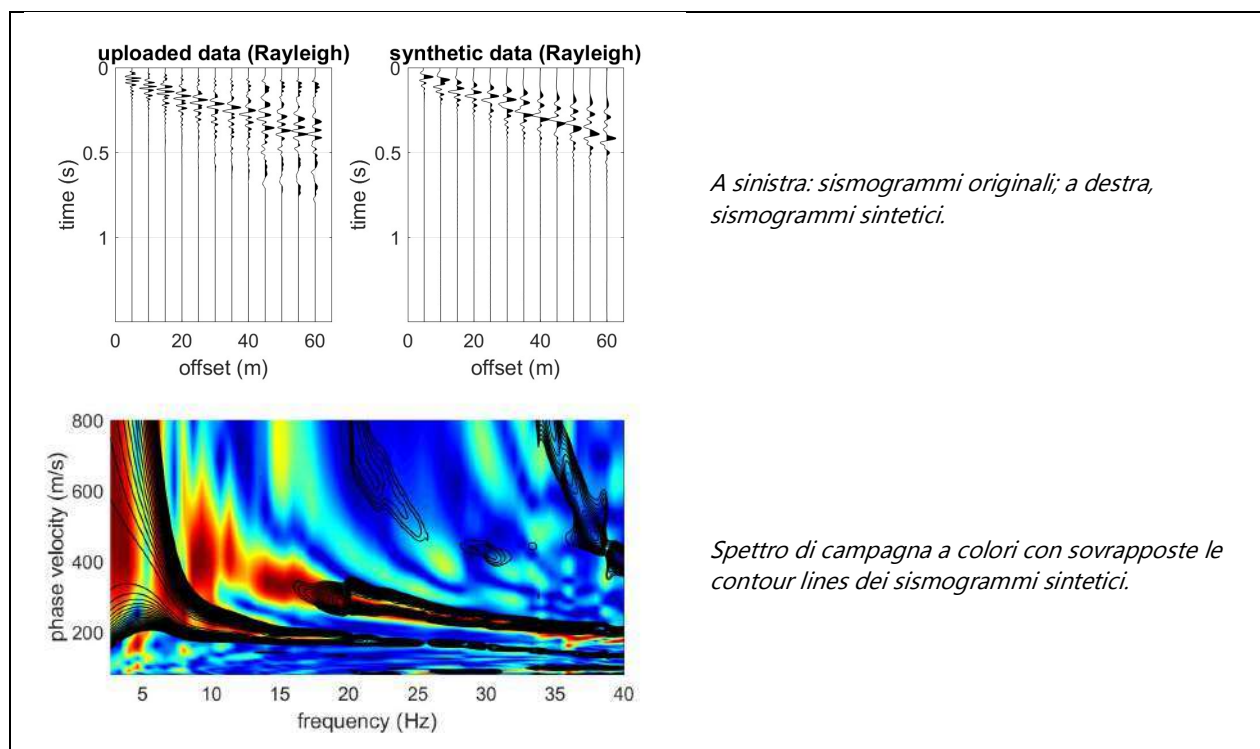 uploaded data (Rayleigh)
synthetic data (Rayleigh)
0
0.5
1
time (s)
0 20 40 60
offset (m)
0
0.5
1
time (s)
0 20 40 60
offset (m)
A sinistra: sismogrammi originali; a destra,
sismogrammi sintetici.
800
600
400
200
phase velocity (m/s)
5 10 15 20 25 30 35 40
frequency (Hz)
Spettro di campagna a colori con sovrapposte le
contour lines dei sismogrammi sintetici.